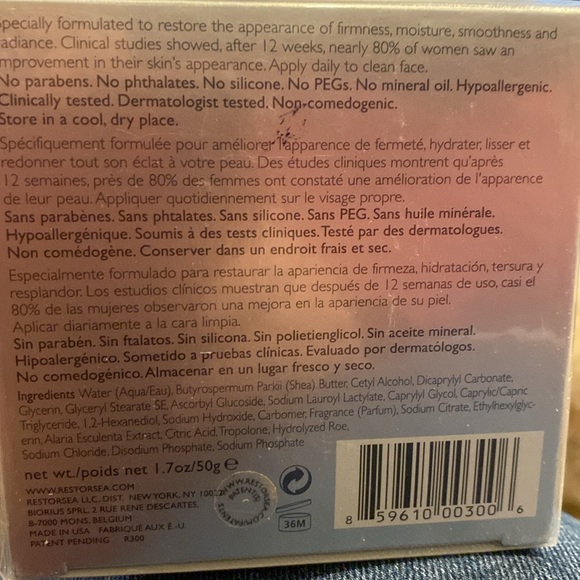 pecially formulated to restore the appearance of firmness, moisture, smoothness and
adiance. Clinical studies showed, after 12 weeks, nearly 80% of women saw an
mprovement in their skin's appearance. Apply daily to clean face.
No parabens. No phthalates. No silicone. No PEGs. No mineral oil. Hypoallergenic.
Clinically tested. Dermatologist tested. Non-comedogenic.
Store in a cool, dry place.
Spécifiquement formulée pour améliorer l'apparence de fermeté, hydrater, lisser et
redonner tout son éclat à votre peau. Des études cliniques montrent qu'après
12 semaines, près de 80% des femmes ont constaté une amélioration de l'apparence
de leur peau. Appliquer quotidiennement sur le visage propre.
Sans parabènes. Sans phtalates. Sans silicone. Sans PEG. Sans huile minérale.
Hypoallergénique. Soumis à des tests cliniques. Testé par des dermatologues.
Non comédogène. Conserver dans un endroit frais et sec.
Especialmente formulado para restaurar la apariencia de firmeza, hidratación, tersura y
resplandor. Los estudios clínicos muestran que después de 12 semanas de uso, casi el
80% de las mujeres observaron una mejora en la apariencia de su piel.
Aplicar diariamente a la cara limpia.
Sin parabén. Sin ftalatos. Sin silicona. Sin polietienglicol. Sin aceite mineral.
Hipoalergénico. Sometido a pruebas clínicas. Evaluado por dermatólogos.
No comedogénico. Almacenar en un lugar fresco y seco.
Ingredients Water (Aqua/Eau), Butyrospermum Parkii (Shea) Butter, Cetyl Alcohol, Dicaprylyl Carbonate,
Glycerin, Glyceryl Stearate SE, Ascorbyl Glucoside, Sodium Lauroyl Lactylate, Caprylyl Glycol, Caprylic/Capric
Triglyceride, 1,2-Hexanediol, Sodium Hydroxide, Carbomer, Fragrance (Parfum), Sodium Citrate, Ethylhexylglyc-
erin, Alaria Esculenta Extract, Citric Acid, Tropolone, Hydrolyzed Roe,
Sodium Chloride, Disodium Phosphate, Sodium Phosphate
net wt./poids net 1.7oz/50g e
WWW.RESTORSEA.COM
RESTORSEA LLC, DIST. NEW YORK, NY
BIORIUS SPRL, 2 RUE RENE DESCARTES,
B-7000 MONS, BELGIUM
MADE IN USA FABRIQUÉ AUX É.-U.
PATENT PENDING R300
WWW.RESTORSEA.COM/PATENTS
PATENTED
36M
8 59610 00300 6